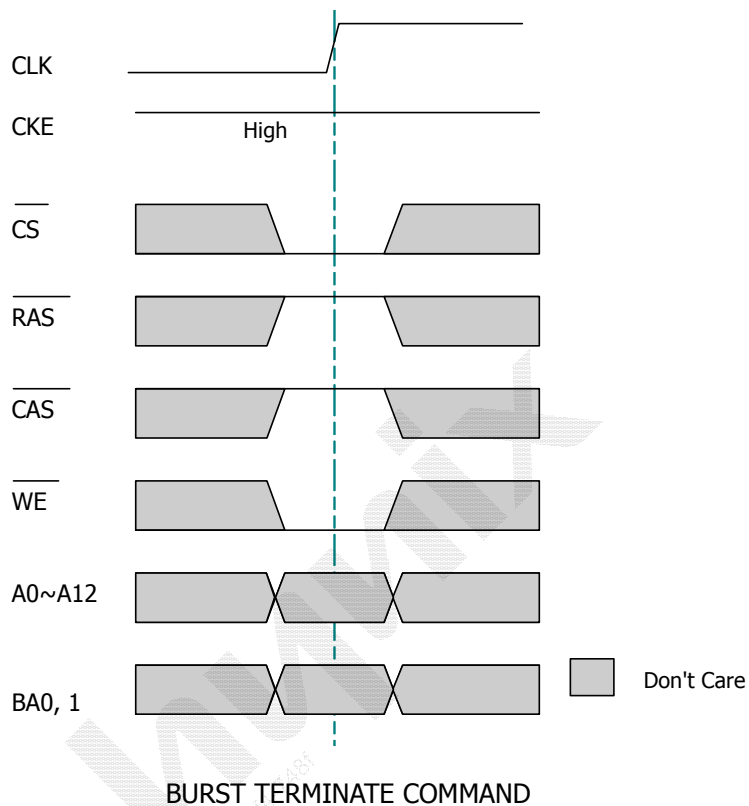 CLK
CKE
High
CS
RAS
CAS
WE
A0~A12
BA0, 1
Don't Care
BURST TERMINATE COMMAND